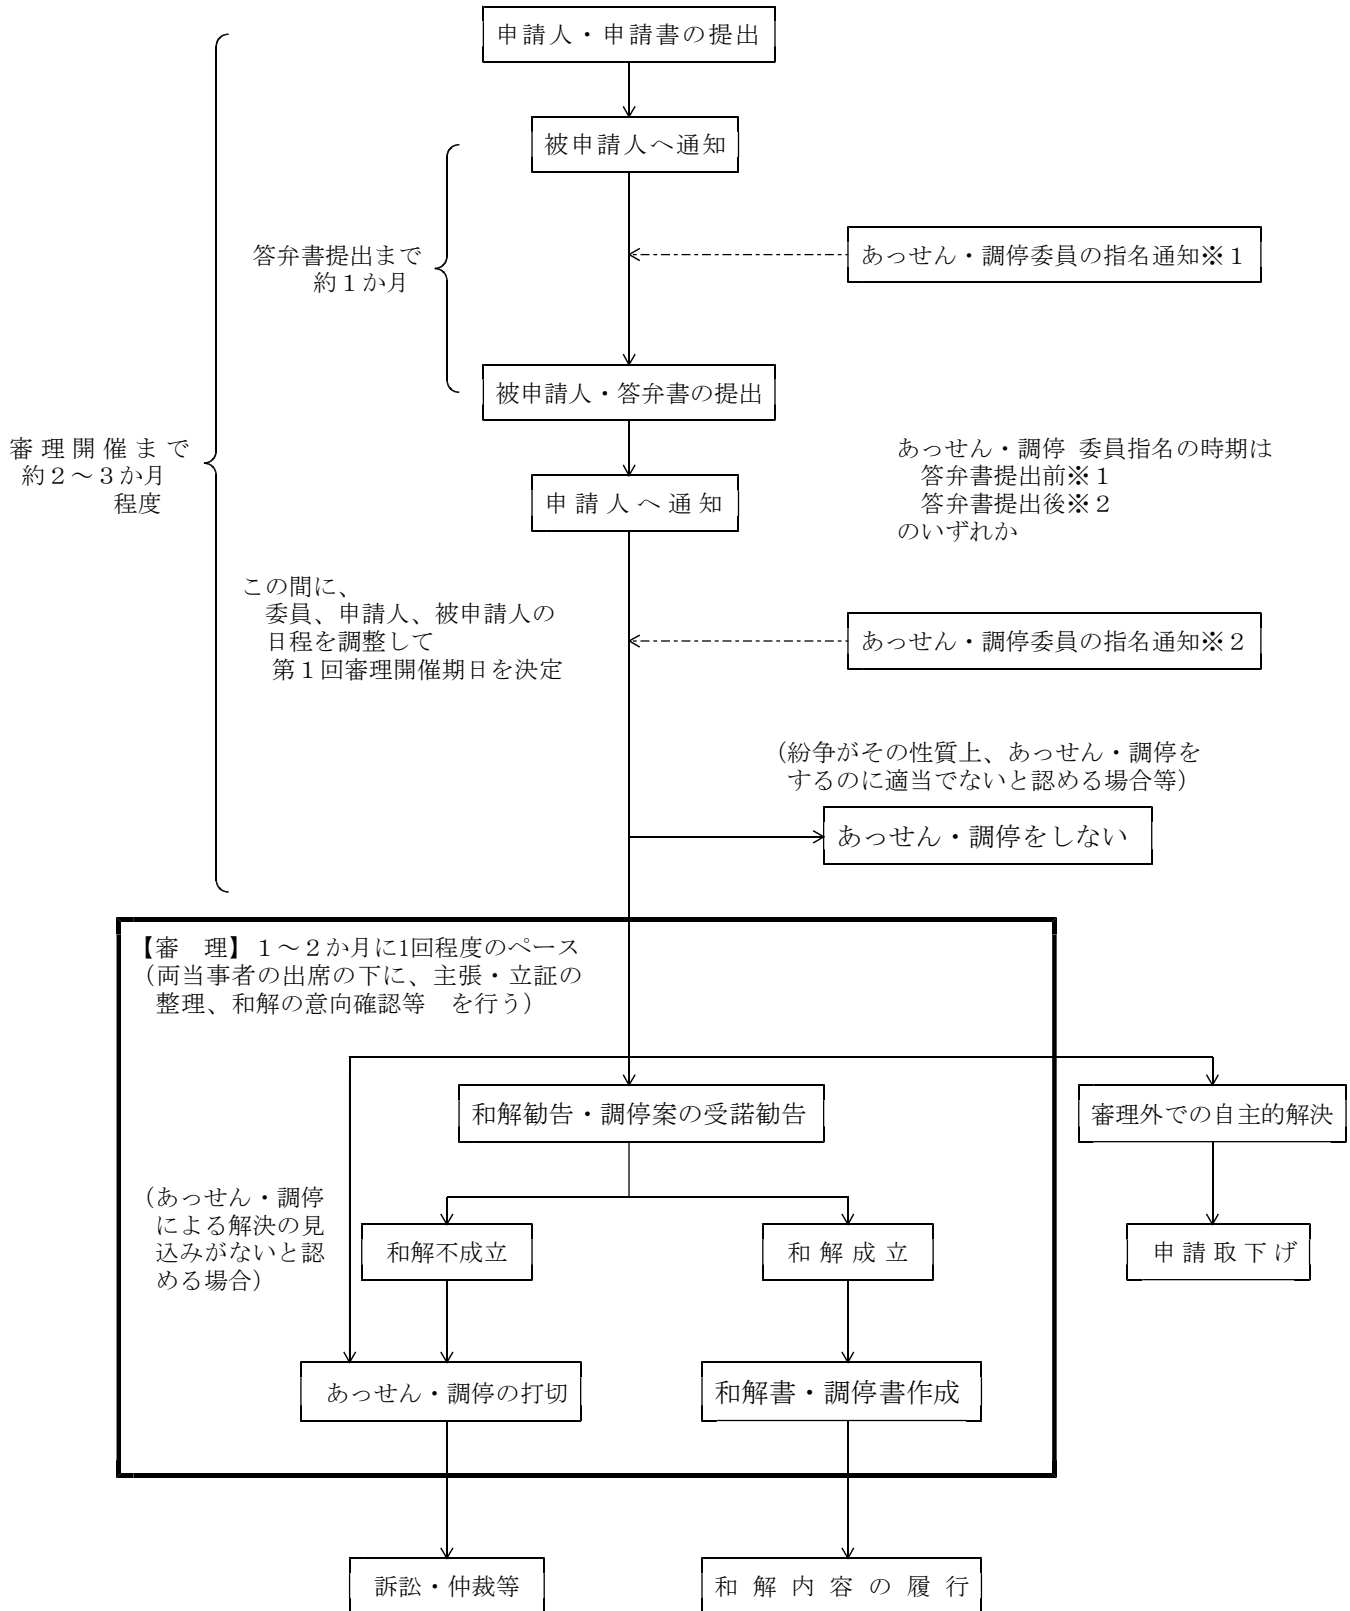 申請人・申請書の提出
被申請人へ通知
答弁書提出まで
約１か月
あっせん・調停委員の指名通知※１
被申請人・答弁書の提出
審理開催まで
約２～３か月
程度
あっせん・調停 委員指名の時期は
答弁書提出前※１
答弁書提出後※２
のいずれか
申請人へ通知
この間に、
委員、申請人、被申請人の
日程を調整して
第１回審理開催期日を決定
あっせん・調停委員の指名通知※２
（紛争がその性質上、あっせん・調停を
するのに適当でないと認める場合等）
あっせん・調停をしない
【審　理】１～２か月に1回程度のペース
（両当事者の出席の下に、主張・立証の
整理、和解の意向確認等　を行う）
和解勧告・調停案の受諾勧告
審理外での自主的解決
（あっせん・調停
による解決の見
込みがないと認
める場合）
和解不成立
和解成立
申請取下げ
あっせん・調停の打切
和解書・調停書作成
訴訟・仲裁等
和解内容の履行